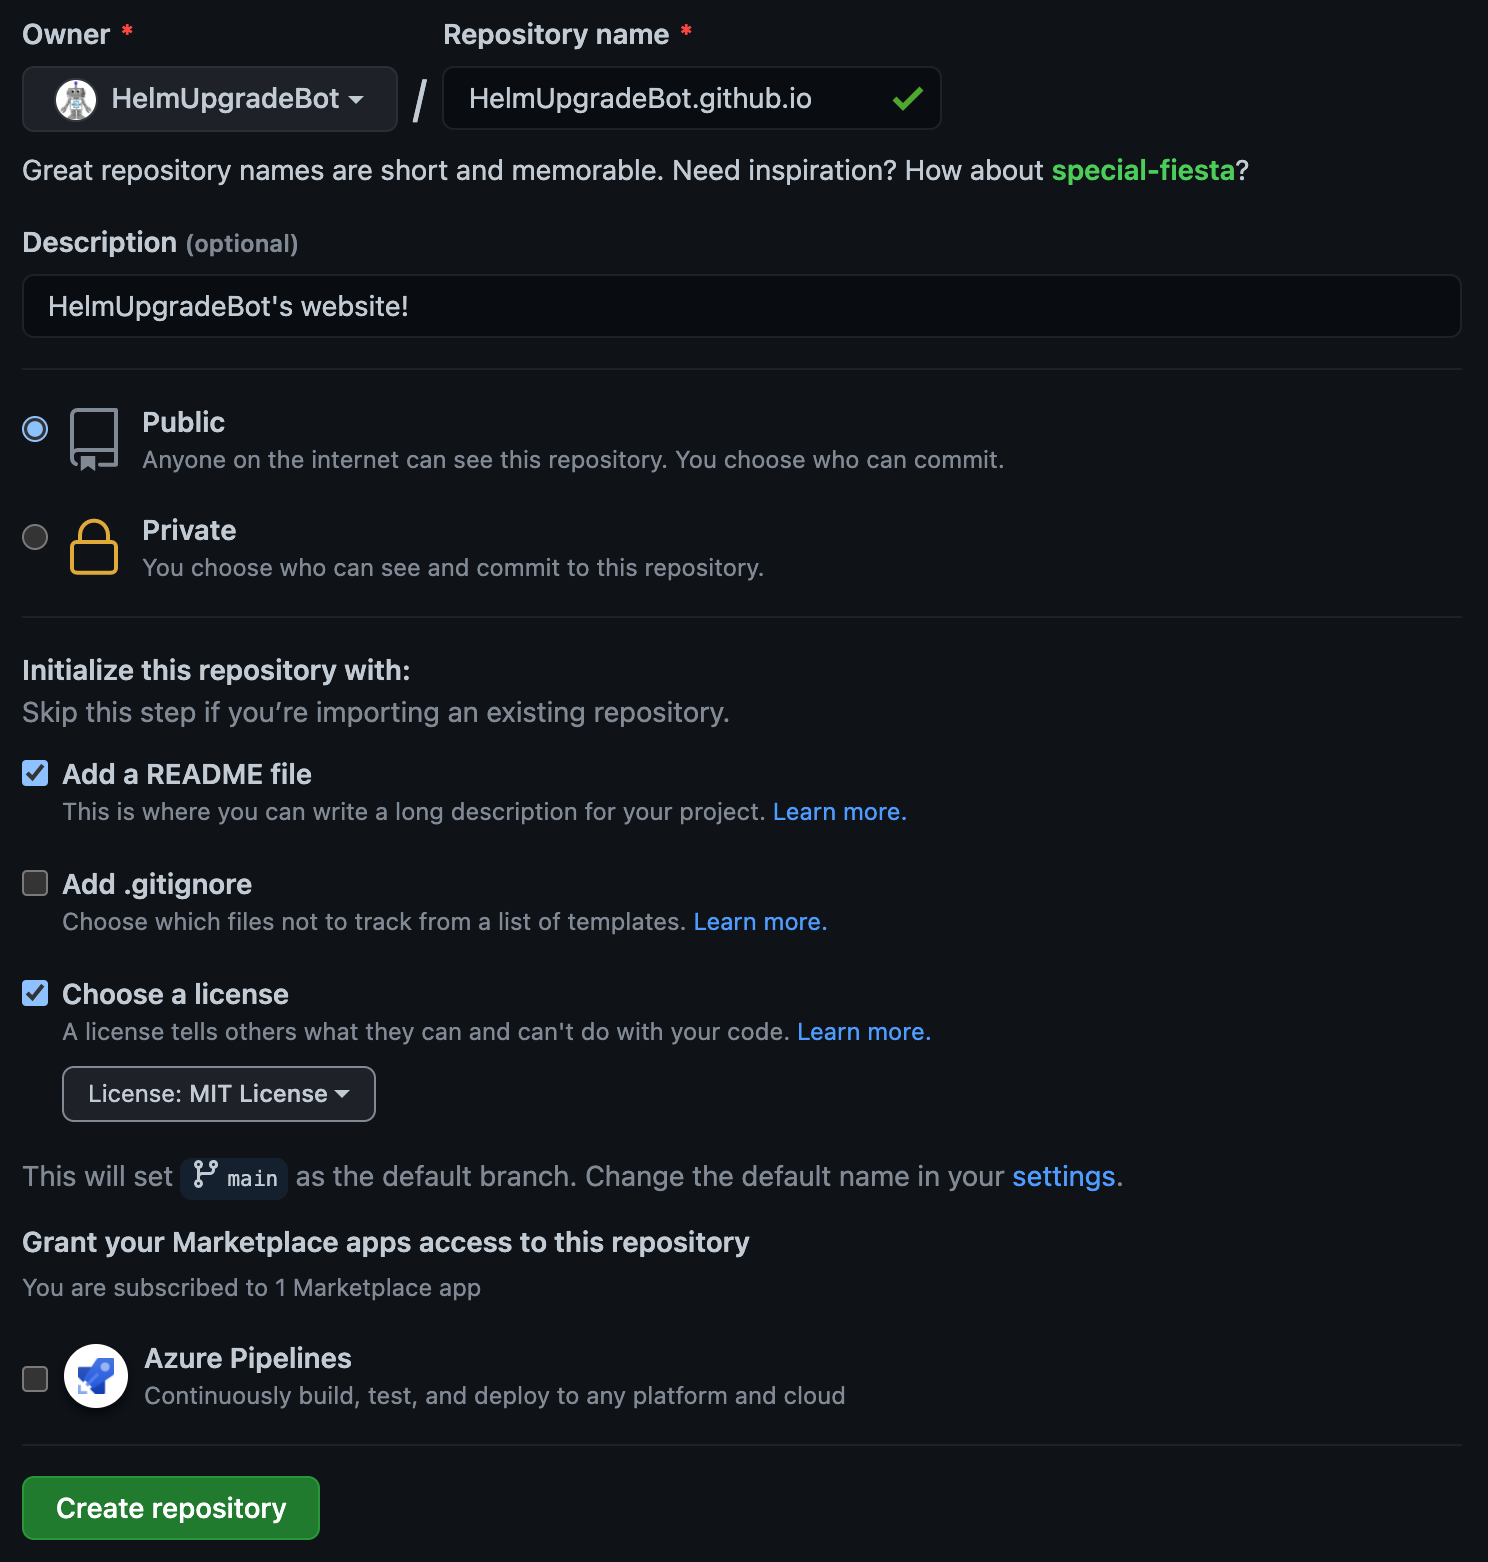 Owner *
Repository name *
HelmUpgradeBot / HelmUpgradeBot.github.io
Great repository names are short and memorable. Need inspiration? How about special-fiesta?
Description (optional)
HelmUpgradeBot's website!
Public
Anyone on the internet can see this repository. You choose who can commit.
Private
You choose who can see and commit to this repository.
Initialize this repository with:
Skip this step if you’re importing an existing repository.
Add a README file
This is where you can write a long description for your project. Learn more.
Add .gitignore
Choose which files not to track from a list of templates. Learn more.
Choose a license
A license tells others what they can and can't do with your code. Learn more.
License: MIT License
This will set main as the default branch. Change the default name in your settings.
Grant your Marketplace apps access to this repository
You are subscribed to 1 Marketplace app
Azure Pipelines
Continuously build, test, and deploy to any platform and cloud
Create repository